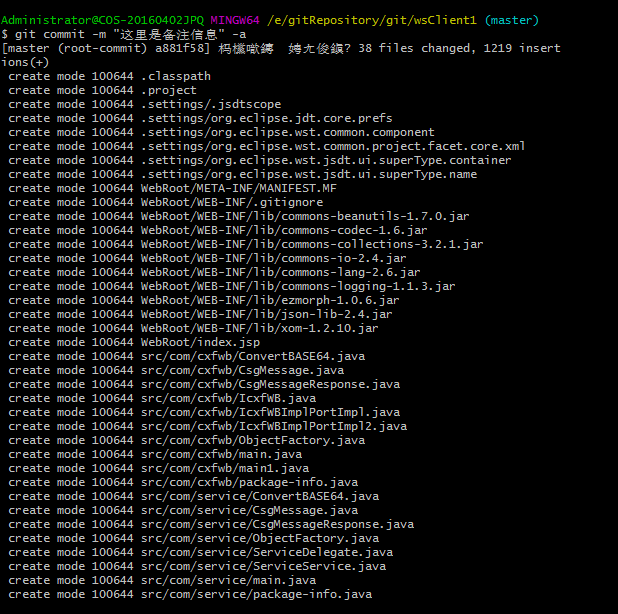 Administrator@COS-20160402JPQ MINGW64 /e/gitRepository/git/wsClient1 (master)
$ git commit -m "这里是备注信息" -a
[master (root-commit) a881f58] 38 files changed, 1219 insert
ions(+)
create mode 100644 .classpath
create mode 100644 .project
create mode 100644 .settings/.jsdtscope
create mode 100644 .settings/org.eclipse.jdt.core.prefs
create mode 100644 .settings/org.eclipse.wst.common.component
create mode 100644 .settings/org.eclipse.wst.common.project.facet.core.xml
create mode 100644 .settings/org.eclipse.wst.jsdt.ui.superType.container
create mode 100644 .settings/org.eclipse.wst.jsdt.ui.superType.name
create mode 100644 WebRoot/META-INF/MANIFEST.MF
create mode 100644 WebRoot/WEB-INF/.gitignore
create mode 100644 WebRoot/WEB-INF/lib/commons-beanutils-1.7.0.jar
create mode 100644 WebRoot/WEB-INF/lib/commons-codec-1.6.jar
create mode 100644 WebRoot/WEB-INF/lib/commons-collections-3.2.1.jar
create mode 100644 WebRoot/WEB-INF/lib/commons-io-2.4.jar
create mode 100644 WebRoot/WEB-INF/lib/commons-lang-2.6.jar
create mode 100644 WebRoot/WEB-INF/lib/commons-logging-1.1.3.jar
create mode 100644 WebRoot/WEB-INF/lib/ezmorph-1.0.6.jar
create mode 100644 WebRoot/WEB-INF/lib/json-lib-2.4.jar
create mode 100644 WebRoot/WEB-INF/lib/xom-1.2.10.jar
create mode 100644 WebRoot/index.jsp
create mode 100644 src/com/cxfwb/ConvertBASE64.java
create mode 100644 src/com/cxfwb/CsgMessage.java
create mode 100644 src/com/cxfwb/CsgMessageResponse.java
create mode 100644 src/com/cxfwb/IcxfWB.java
create mode 100644 src/com/cxfwb/IcxfWBImplPortImpl.java
create mode 100644 src/com/cxfwb/IcxfWBImplPortImpl2.java
create mode 100644 src/com/cxfwb/ObjectFactory.java
create mode 100644 src/com/cxfwb/main.java
create mode 100644 src/com/cxfwb/main1.java
create mode 100644 src/com/cxfwb/package-info.java
create mode 100644 src/com/service/ConvertBASE64.java
create mode 100644 src/com/service/CsgMessage.java
create mode 100644 src/com/service/CsgMessageResponse.java
create mode 100644 src/com/service/ObjectFactory.java
create mode 100644 src/com/service/ServiceDelegate.java
create mode 100644 src/com/service/ServiceService.java
create mode 100644 src/com/service/main.java
create mode 100644 src/com/service/package-info.java